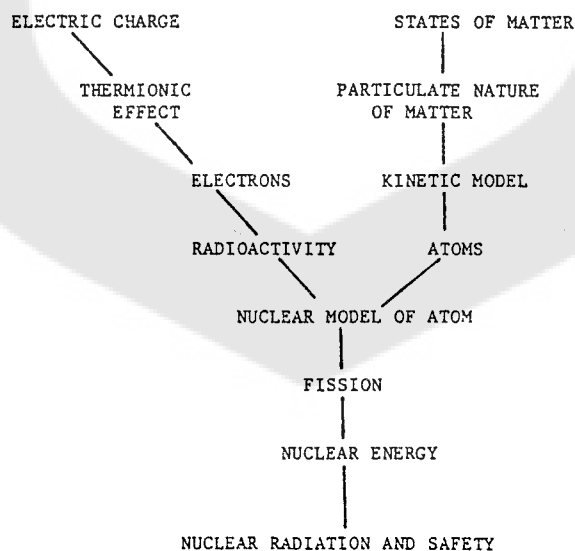 ELECTRIC CHARGE
STATES OF MATTER
THERMIONIC
EFFECT
PARTICULATE NATURE
OF MATTER
ELECTRONS
KINETIC MODEL
RADIOACTIVITY
ATOMS
NUCLEAR MODEL OF ATOM
FISSION
NUCLEAR ENERGY
NUCLEAR RADIATION AND SAFETY